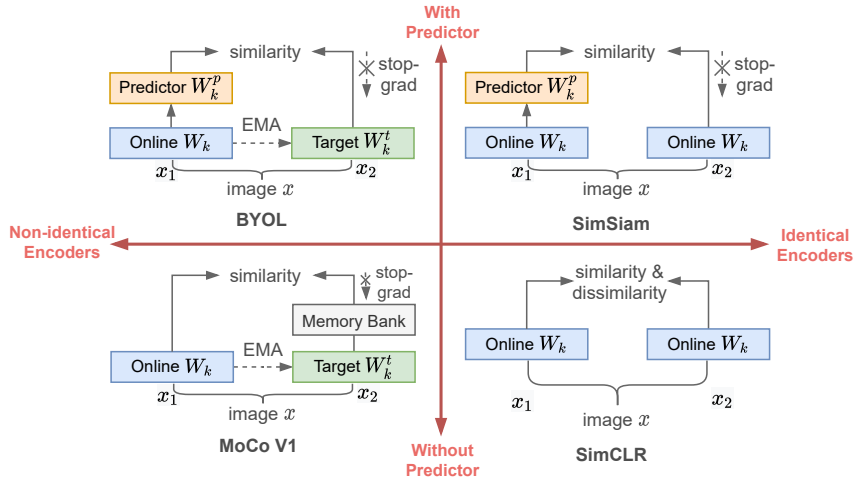 With
Predictor
similarity
stop-
grad
Predictor $W_k^p$
EMA
Online $W_k$
Target $W_k^t$
$x_1$
$x_2$
image $x$
BYOL
similarity
stop-
grad
Predictor $W_k^p$
Online $W_k$
Online $W_k$
$x_1$
$x_2$
image $x$
SimSiam
Non-identical
Encoders
Identical
Encoders
similarity
stop-
grad
Memory Bank
EMA
Online $W_k$
Target $W_k^t$
$x_1$
$x_2$
image $x$
MoCo V1
similarity &
dissimilarity
Online $W_k$
Online $W_k$
$x_1$
$x_2$
image $x$
SimCLR
Without
Predictor